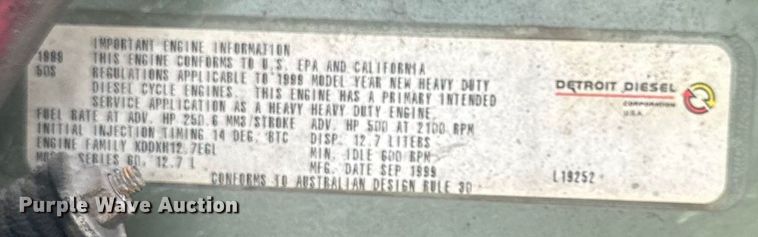 IMPORTANT ENGINE INFORMATION
1999 THIS ENGINE CONFORMS TO U.S. EPA AND CALIFORNIA
50S REGULATIONS APPLICABLE TO 1999 MODEL YEAR NEW HEAVY DUTY
DIESEL CYCLE ENGINES. THIS ENGINE HAS A PRIMARY INTENDED
SERVICE APPLICATION AS A HEAVY HEAVY DUTY ENGINE.
FUEL RATE AT ADV. HP 250.6 MM3/STROKE ADV. HP 500 AT 2100 RPM
INITIAL INJECTION TIMING 14 DEG. BTC DISP. 12.7 LITERS
ENGINE FAMILY XDDXH12.7EGL MIN. IDLE 600 RPM
SERIES 60, 12.7 L MFG. DATE SEP 1999
CONFORMS TO AUSTRALIAN DESIGN RULE 30
DETROIT DIESEL
CORPORATION
U.S.A.
L19252
Purple Wave Auction